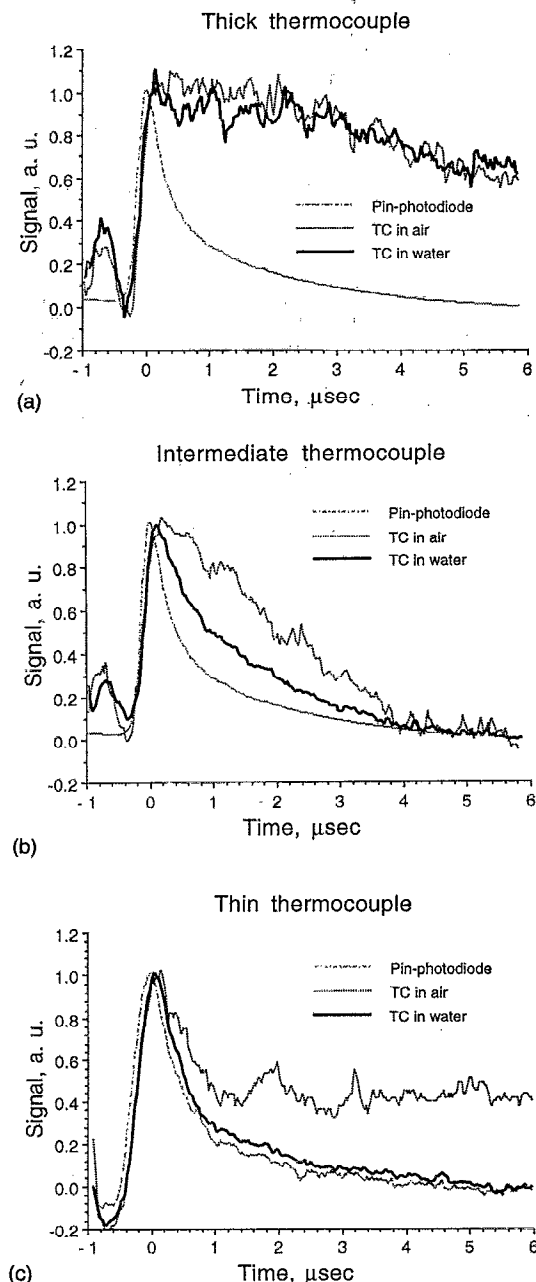 Thick thermocouple
1.2
1.0
0.8
0.6
0.4
0.2
0.0
-0.2
Signal, a. u.
Pin-photodiode
TC in air
TC in water
-1 0 1 2 3 4 5 6
Time, μsec
(a)
Intermediate thermocouple
1.2
1.0
0.8
0.6
0.4
0.2
0.0
-0.2
Signal, a. u.
Pin-photodiode
TC in air
TC in water
-1 0 1 2 3 4 5 6
Time, μsec
(b)
Thin thermocouple
1.2
1.0
0.8
0.6
0.4
0.2
0.0
-0.2
Signal, a. u.
Pin-photodiode
TC in air
TC in water
-1 0 1 2 3 4 5 6
Time, μsec
(c)